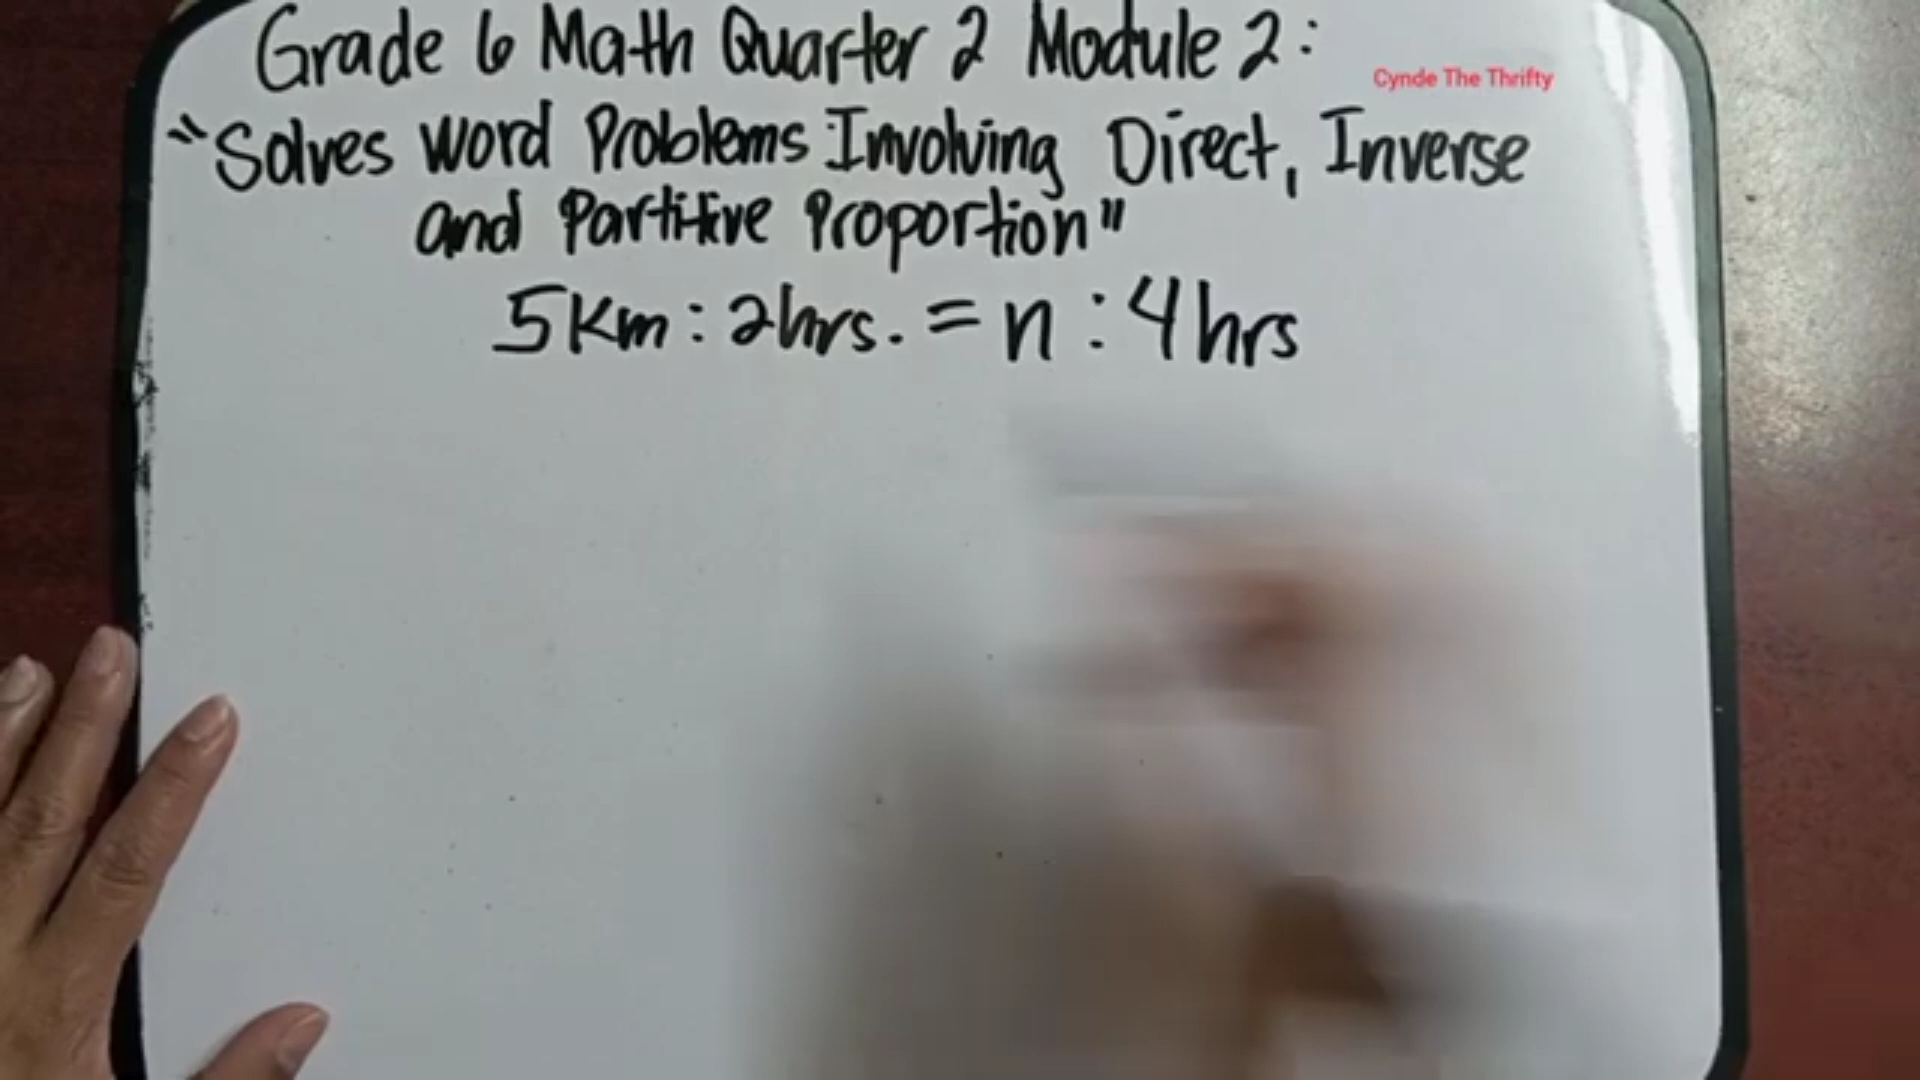 Grade 6 Math Quarter 2 Module 2:
Cynde The Thrifty
"Solves Word Problems Involving Direct, Inverse
and Partitive Proportion"
5km : 2hrs. = n : 4hrs